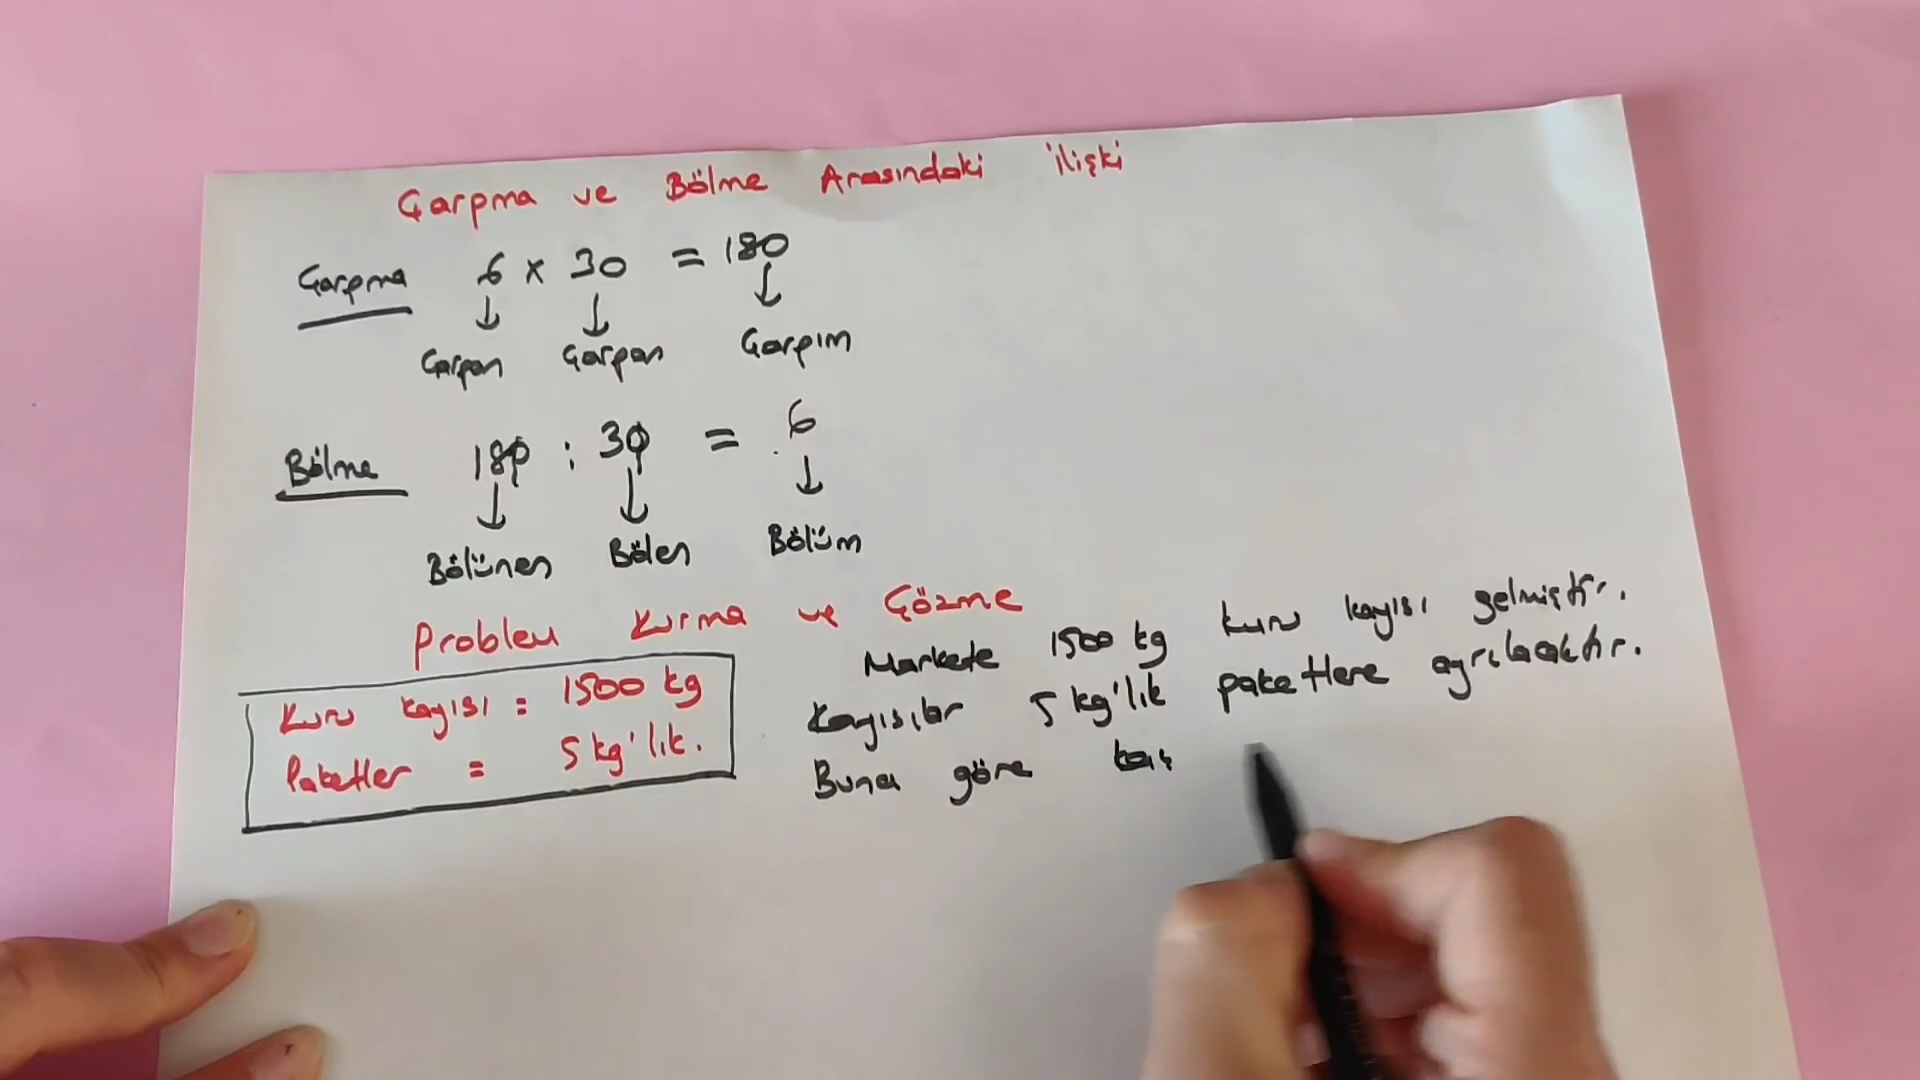 Çarpma ve Bölme Arasındaki İlişki
Çarpma 6 x 30 = 180
Çarpan Çarpan Çarpım
Bölme 180 : 30 = 6
Bölünen Bölen Bölüm
Problem Kurma ve Çözme
Kuru kayısı = 1500 kg
Paketler = 5 kg'lık.
Markete 1500 kg kuru kayısı gelmiştir.
Kayısılar 5 kg'lık paketlere ayrılacaktır.
Buna göre kaç